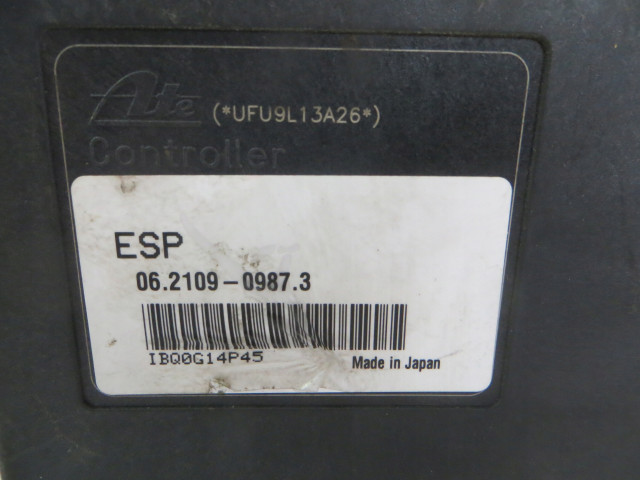 Ate (*UFU9L13A26*)
Controller
ESP
06.2109-0987.3
IBQ0G14P45
Made in Japan